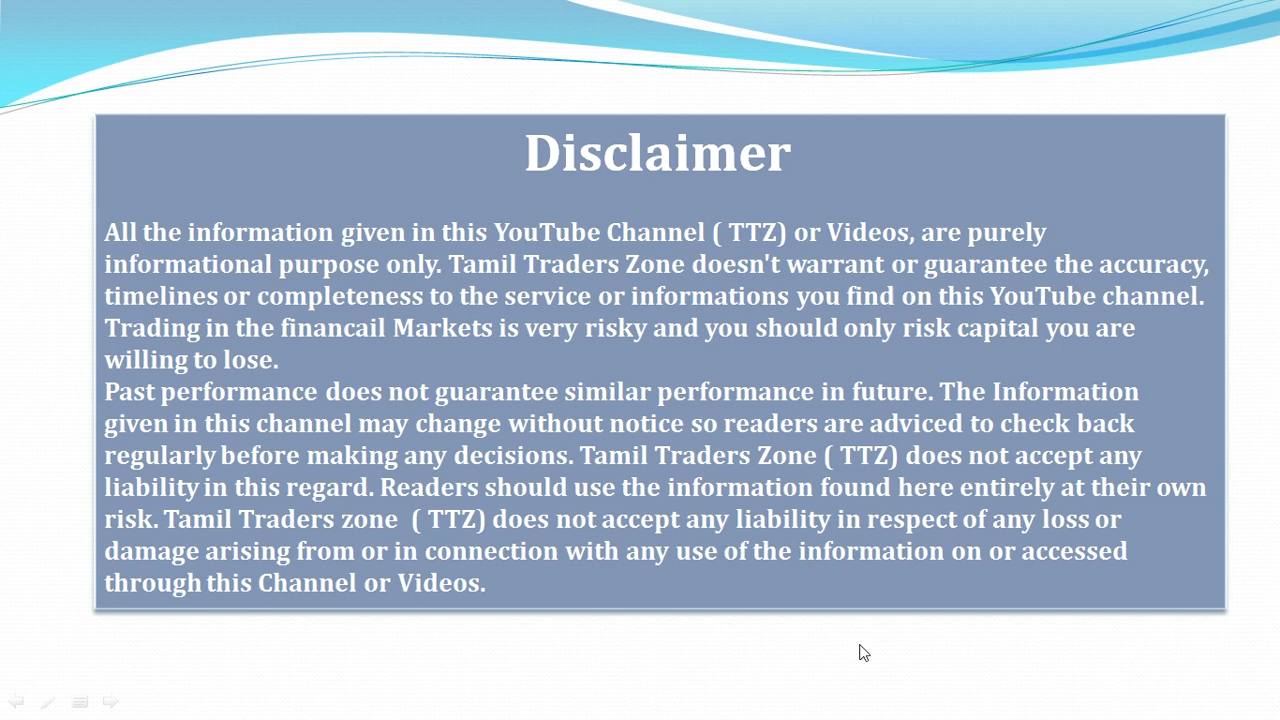 Disclaimer
All the information given in this YouTube Channel ( TTZ) or Videos, are purely
informational purpose only. Tamil Traders Zone doesn't warrant or guarantee the accuracy,
timelines or completeness to the service or informations you find on this YouTube channel.
Trading in the financail Markets is very risky and you should only risk capital you are
willing to lose.
Past performance does not guarantee similar performance in future. The Information
given in this channel may change without notice so readers are adviced to check back
regularly before making any decisions. Tamil Traders Zone ( TTZ) does not accept any
liability in this regard. Readers should use the information found here entirely at their own
risk. Tamil Traders zone  ( TTZ) does not accept any liability in respect of any loss or
damage arising from or in connection with any use of the information on or accessed
through this Channel or Videos.